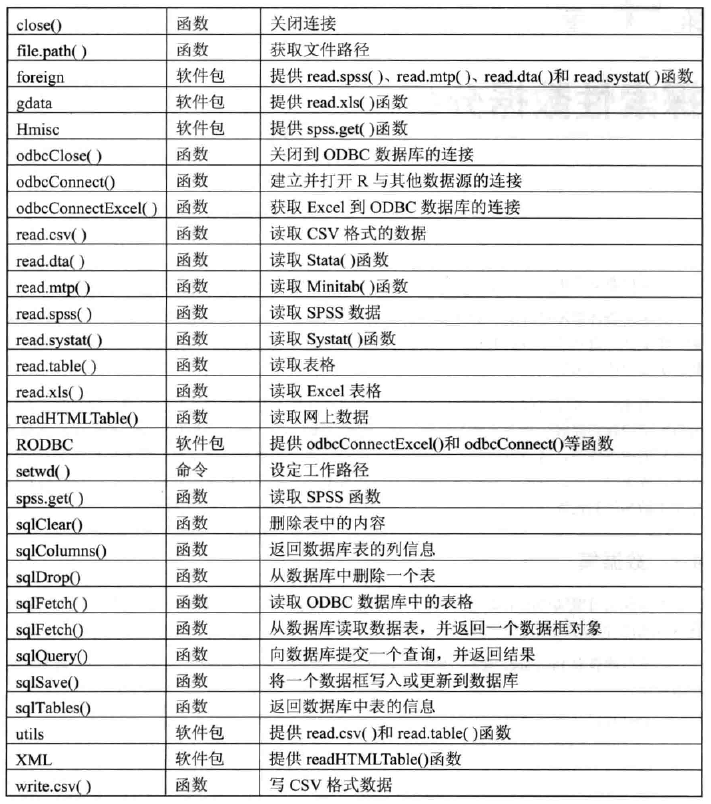 close() 函数 关闭连接
file.path( ) 函数 获取文件路径
foreign 软件包 提供 read.spss( )、read.mtp( )、read.dta( )和 read.systat( )函数
gdata 软件包 提供 read.xls( )函数
Hmisc 软件包 提供 spss.get( )函数
odbcClose( ) 函数 关闭到 ODBC 数据库的连接
odbcConnect() 函数 建立并打开 R 与其他数据源的连接
odbcConnectExcel( ) 函数 获取 Excel 到 ODBC 数据库的连接
read.csv( ) 函数 读取 CSV 格式的数据
read.dta( ) 函数 读取 Stata( )函数
read.mtp( ) 函数 读取 Minitab( )函数
read.spss( ) 函数 读取 SPSS 数据
read.systat( ) 函数 读取 Systat( )函数
read.table( ) 函数 读取表格
read.xls( ) 函数 读取 Excel 表格
readHTMLTable() 函数 读取网上数据
RODBC 软件包 提供 odbcConnectExcel()和 odbcConnect()等函数
setwd( ) 命令 设定工作路径
spss.get( ) 函数 读取 SPSS 函数
sqlClear() 函数 删除表中的内容
sqlColumns() 函数 返回数据库表的列信息
sqlDrop() 函数 从数据库中删除一个表
sqlFetch( ) 函数 读取 ODBC 数据库中的表格
sqlFetch() 函数 从数据库读取数据表，并返回一个数据框对象
sqlQuery() 函数 向数据库提交一个查询，并返回结果
sqlSave() 函数 将一个数据框写入或更新到数据库
sqlTables() 函数 返回数据库中表的信息
utils 软件包 提供 read.csv( )和 read.table( )函数
XML 软件包 提供 readHTMLTable()函数
write.csv( ) 函数 写 CSV 格式数据